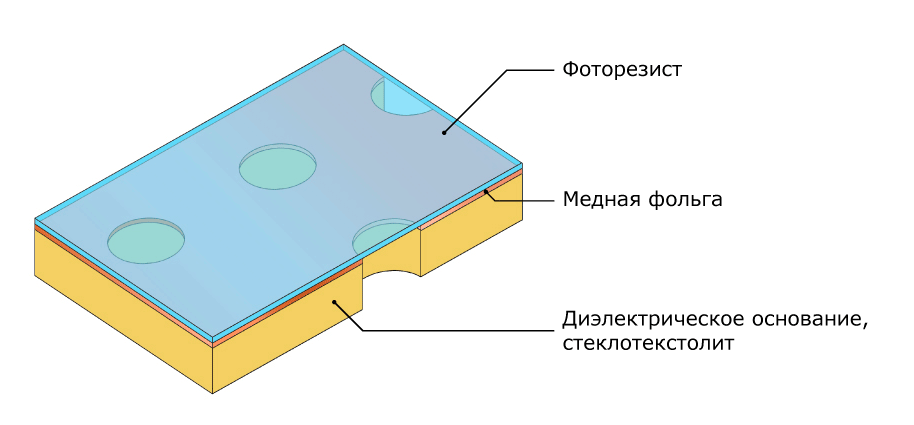 Фоторезист
Медная фольга
Диэлектрическое основание,
стеклотекстолит